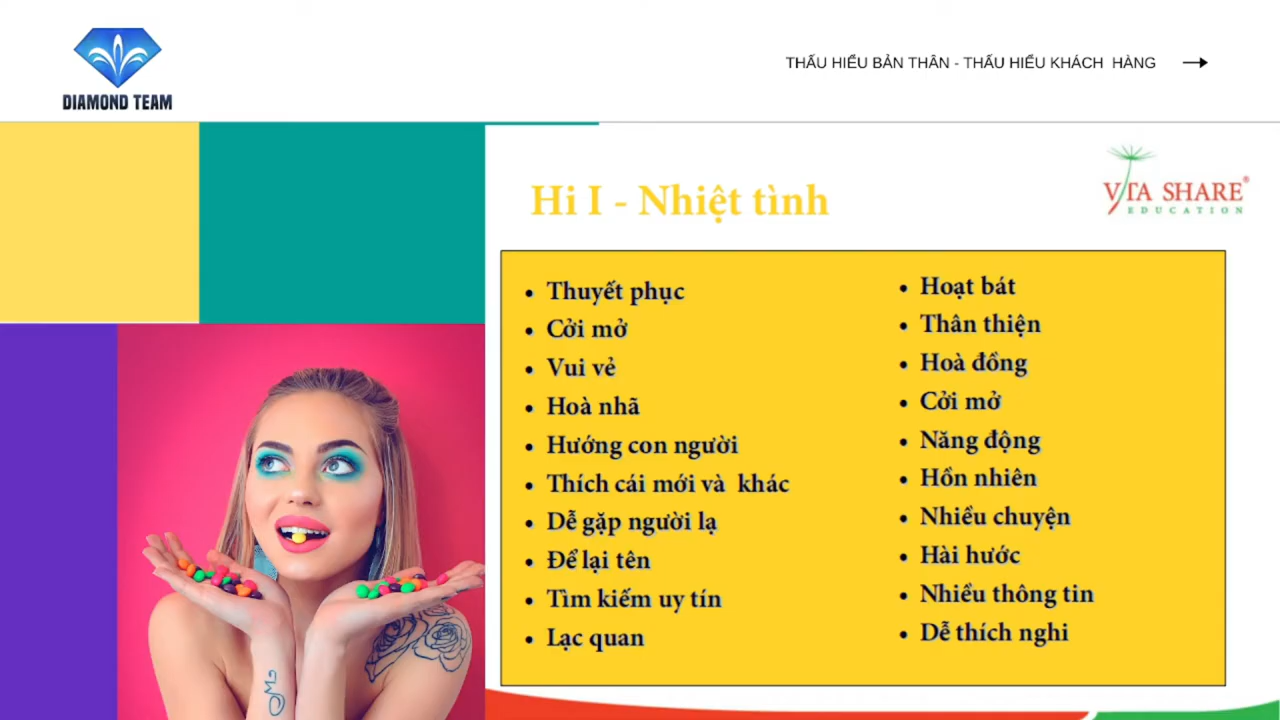 DIAMOND TEAM
THẤU HIỂU BẢN THÂN - THẤU HIỂU KHÁCH HÀNG
VITA SHARE®
EDUCATION
Hi I - Nhiệt tình
• Thuyết phục
• Cởi mở
• Vui vẻ
• Hoà nhã
• Hướng con người
• Thích cái mới và khác
• Dễ gặp người lạ
• Để lại tên
• Tìm kiếm uy tín
• Lạc quan
• Hoạt bát
• Thân thiện
• Hoà đồng
• Cởi mở
• Năng động
• Hồn nhiên
• Nhiều chuyện
• Hài hước
• Nhiều thông tin
• Dễ thích nghi